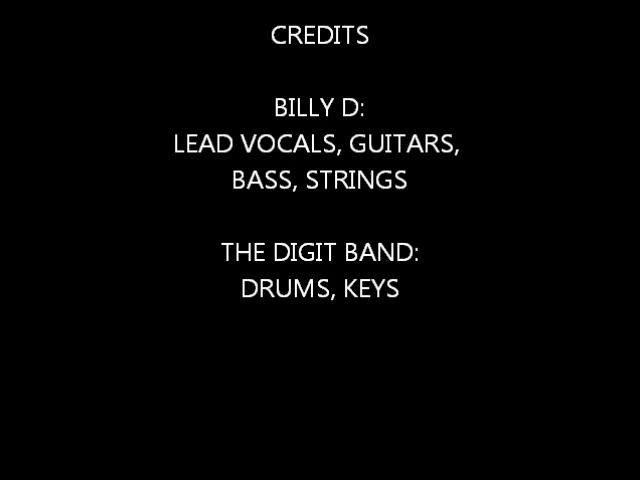 CREDITS
BILLY D:
LEAD VOCALS, GUITARS,
BASS, STRINGS
THE DIGIT BAND:
DRUMS, KEYS